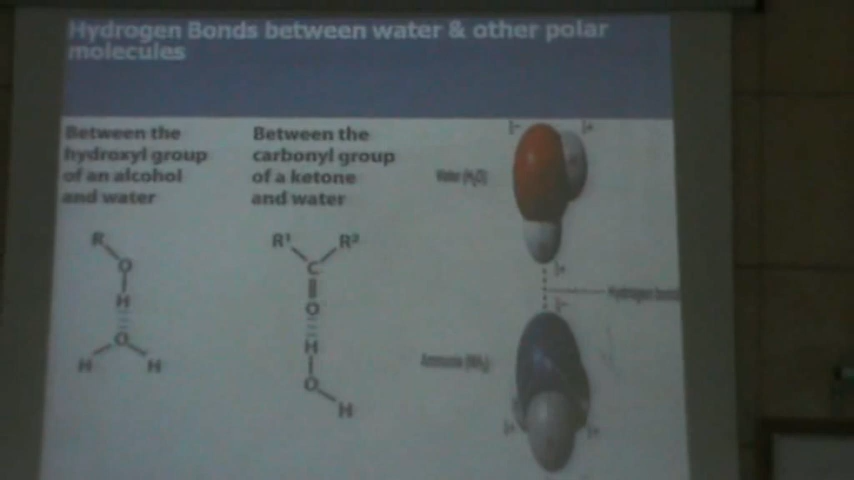 Hydrogen Bonds between water & other polar
molecules
Between the
hydroxyl group
of an alcohol
and water
Between the
carbonyl group
of a ketone
and water
R
O
H
O
H H
R¹ R²
C
O
H
O
H
Water (H₂O)
Hydrogen bond
Ammonia (NH₃)